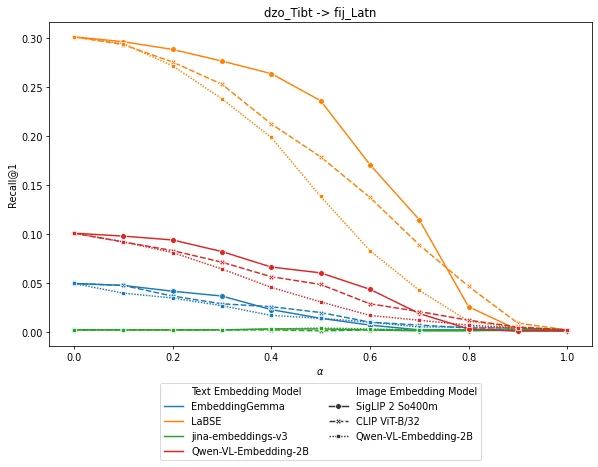 dzo_Tibt -> fij_Latn
Recall@1
0.30
0.25
0.20
0.15
0.10
0.05
0.00
0.0 0.2 0.4 0.6 0.8 1.0
α
Text Embedding Model
EmbeddingGemma
LaBSE
jina-embeddings-v3
Qwen-VL-Embedding-2B
Image Embedding Model
SigLIP 2 So400m
CLIP ViT-B/32
Qwen-VL-Embedding-2B